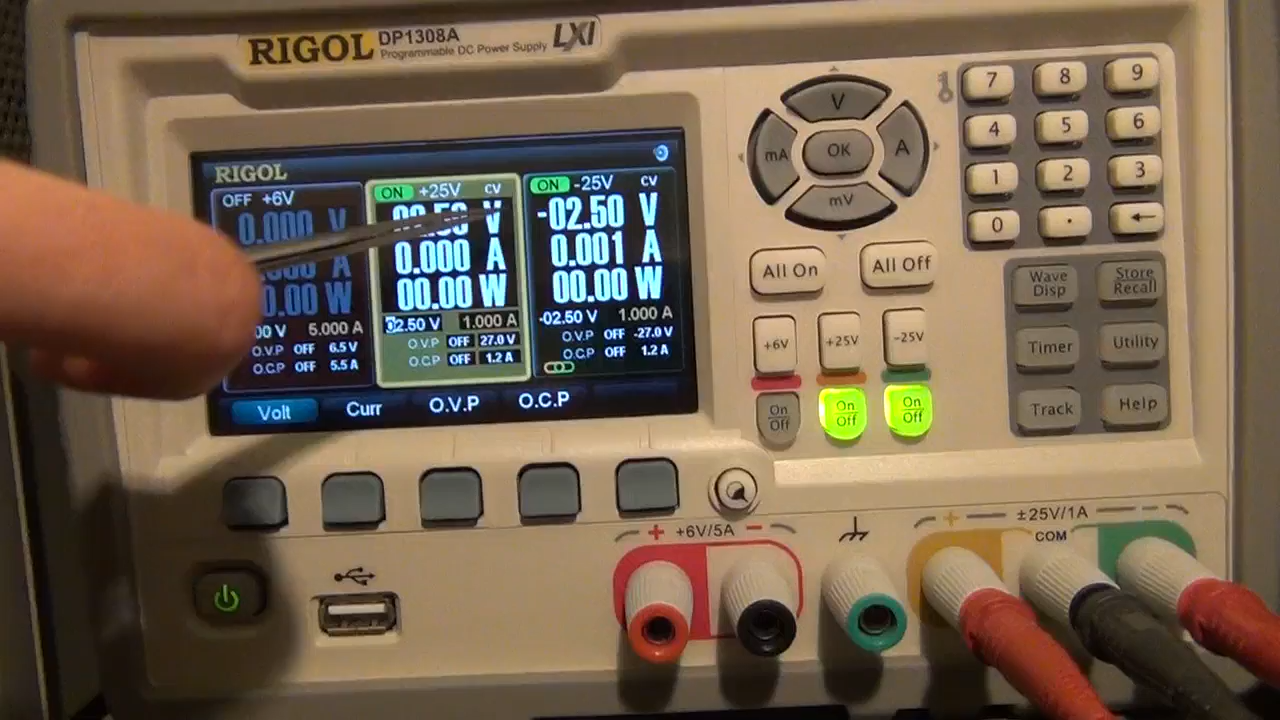 RIGOL DP1308A LXI
Programmable DC Power Supply
RIGOL
OFF +6V
0.000 V
A
00.00 W
00 V 5.000 A
O.V.P OFF 6.5 V
O.C.P OFF 5.5 A
ON +25V CV
02.50 V
0.000 A
00.00 W
02.50 V 1.000 A
O.V.P OFF 27.0 V
O.C.P OFF 1.2 A
ON -25V CV
-02.50 V
0.001 A
00.00 W
-02.50 V 1.000 A
O.V.P OFF -27.0 V
O.C.P OFF 1.2 A
Volt Curr O.V.P O.C.P
V
mA OK A
mV
7 8 9
4 5 6
1 2 3
0 . ←
All On All Off
+6V +25V -25V
On/Off On/Off On/Off
Wave Disp Store Recall
Timer Utility
Track Help
+ +6V/5A −
+ ±25V/1A −
COM